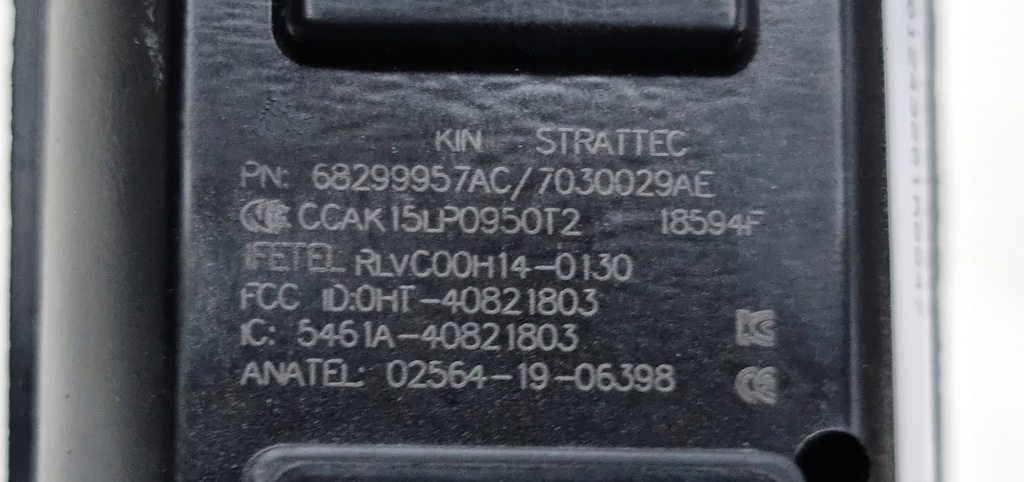 KIN STRATTEC
PN: 68299957AC/7030029AE
CCAK15LP0950T2 18594F
IFETEL RLVC00H14-0130
FCC ID:OHT-40821803
IC: 5461A-40821803
ANATEL: 02564-19-06398